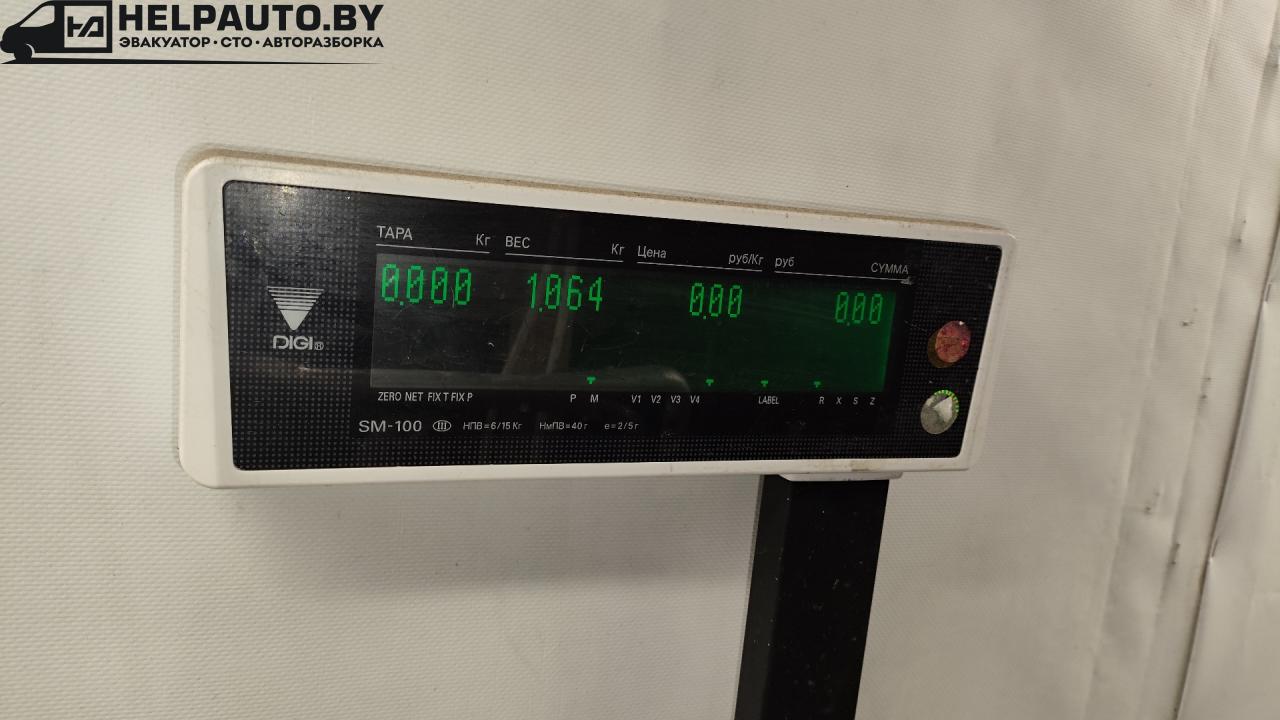 HELPAUTO.BY
ЭВАКУАТОР·СТО·АВТОРАЗБОРКА
ТАРА Кг ВЕС Кг Цена руб/Кг руб СУММА
0.000 1.064 0.00 0.00
DIGI®
ZERO NET FIX T FIX P P M V1 V2 V3 V4 LABEL R X S Z
SM-100 III НПВ=6/15 Кг НмПВ=40 г e=2/5 г